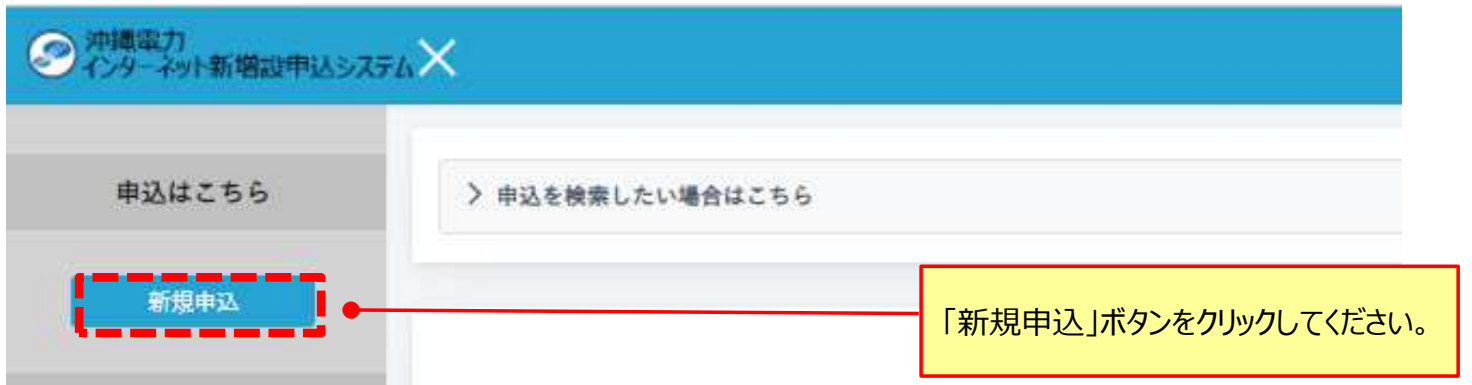 沖縄電力
インターネット新増設申込システム
申込はこちら
> 申込を検索したい場合はこちら
新規申込
「新規申込」ボタンをクリックしてください。